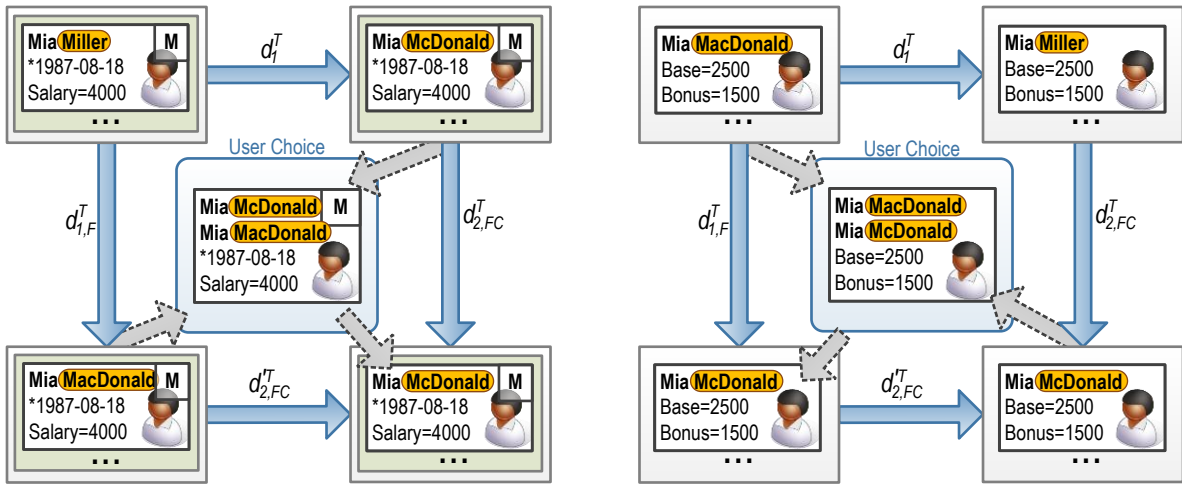 Mia Miller M
*1987-08-18
Salary=4000
...
d₁ᵀ
Mia McDonald M
*1987-08-18
Salary=4000
...
d₁,Fᵀ
User Choice
Mia McDonald M
Mia MacDonald
*1987-08-18
Salary=4000
d₂,FCᵀ
Mia MacDonald M
*1987-08-18
Salary=4000
...
d'₂,FCᵀ
Mia McDonald M
*1987-08-18
Salary=4000
...
Mia MacDonald
Base=2500
Bonus=1500
...
d₁ᵀ
Mia Miller
Base=2500
Bonus=1500
...
d₁,Fᵀ
User Choice
Mia MacDonald
Mia McDonald
Base=2500
Bonus=1500
d₂,FCᵀ
Mia McDonald
Base=2500
Bonus=1500
...
d'₂,FCᵀ
Mia McDonald
Base=2500
Bonus=1500
...